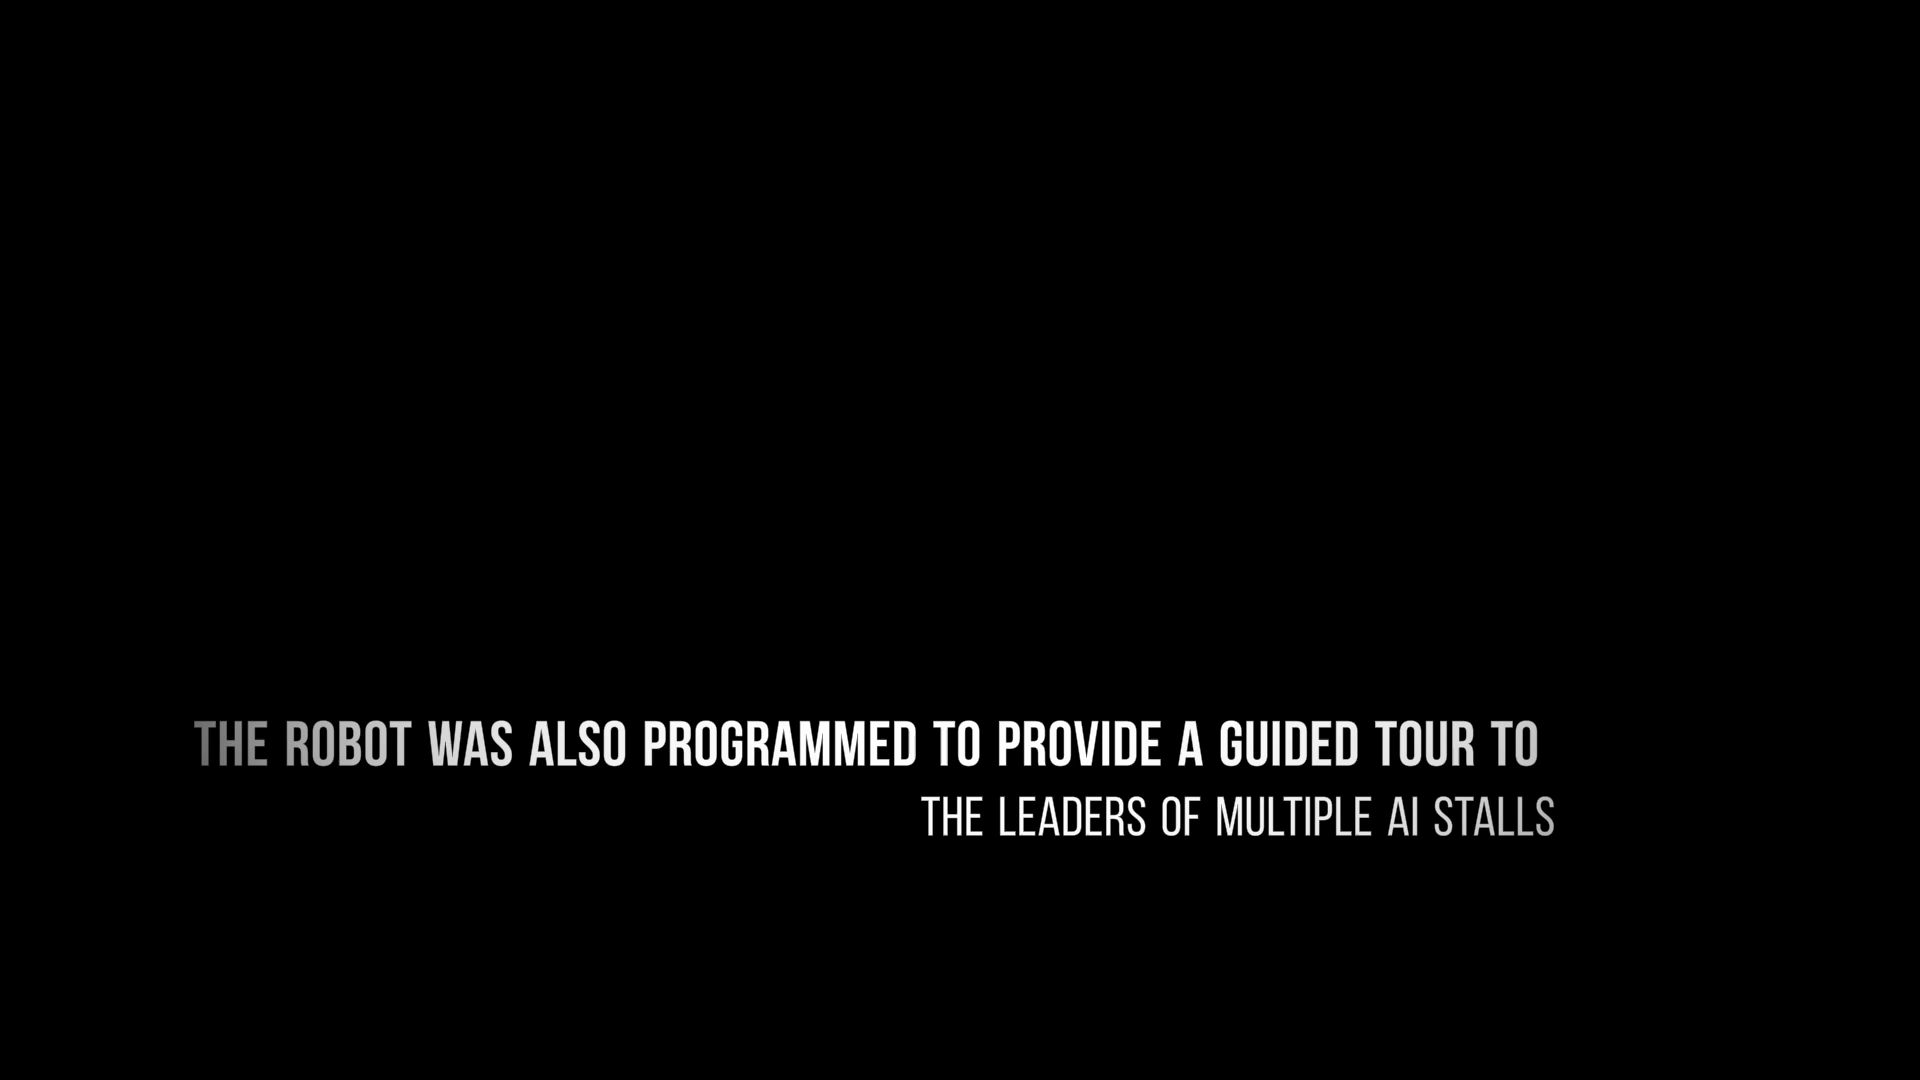 THE ROBOT WAS ALSO PROGRAMMED TO PROVIDE A GUIDED TOUR TO
THE LEADERS OF MULTIPLE AI STALLS